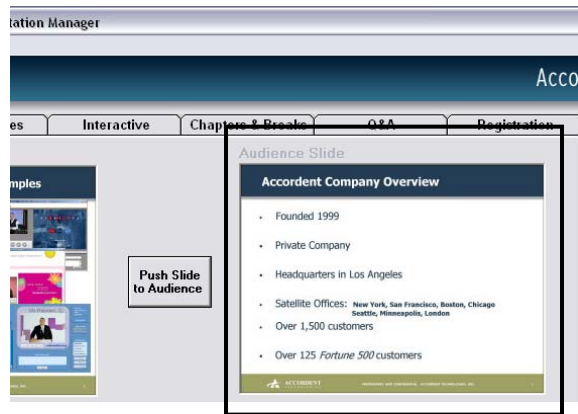 tation Manager
Acco
es Interactive Chapters & Breaks Q&A Registration
Audience Slide
mples
Accordent Company Overview
Founded 1999
Private Company
Headquarters in Los Angeles
Push Slide
to Audience
Satellite Offices: New York, San Francisco, Boston, Chicago
Seattle, Minneapolis, London
Over 1,500 customers
Over 125 Fortune 500 customers
ACCORDENT